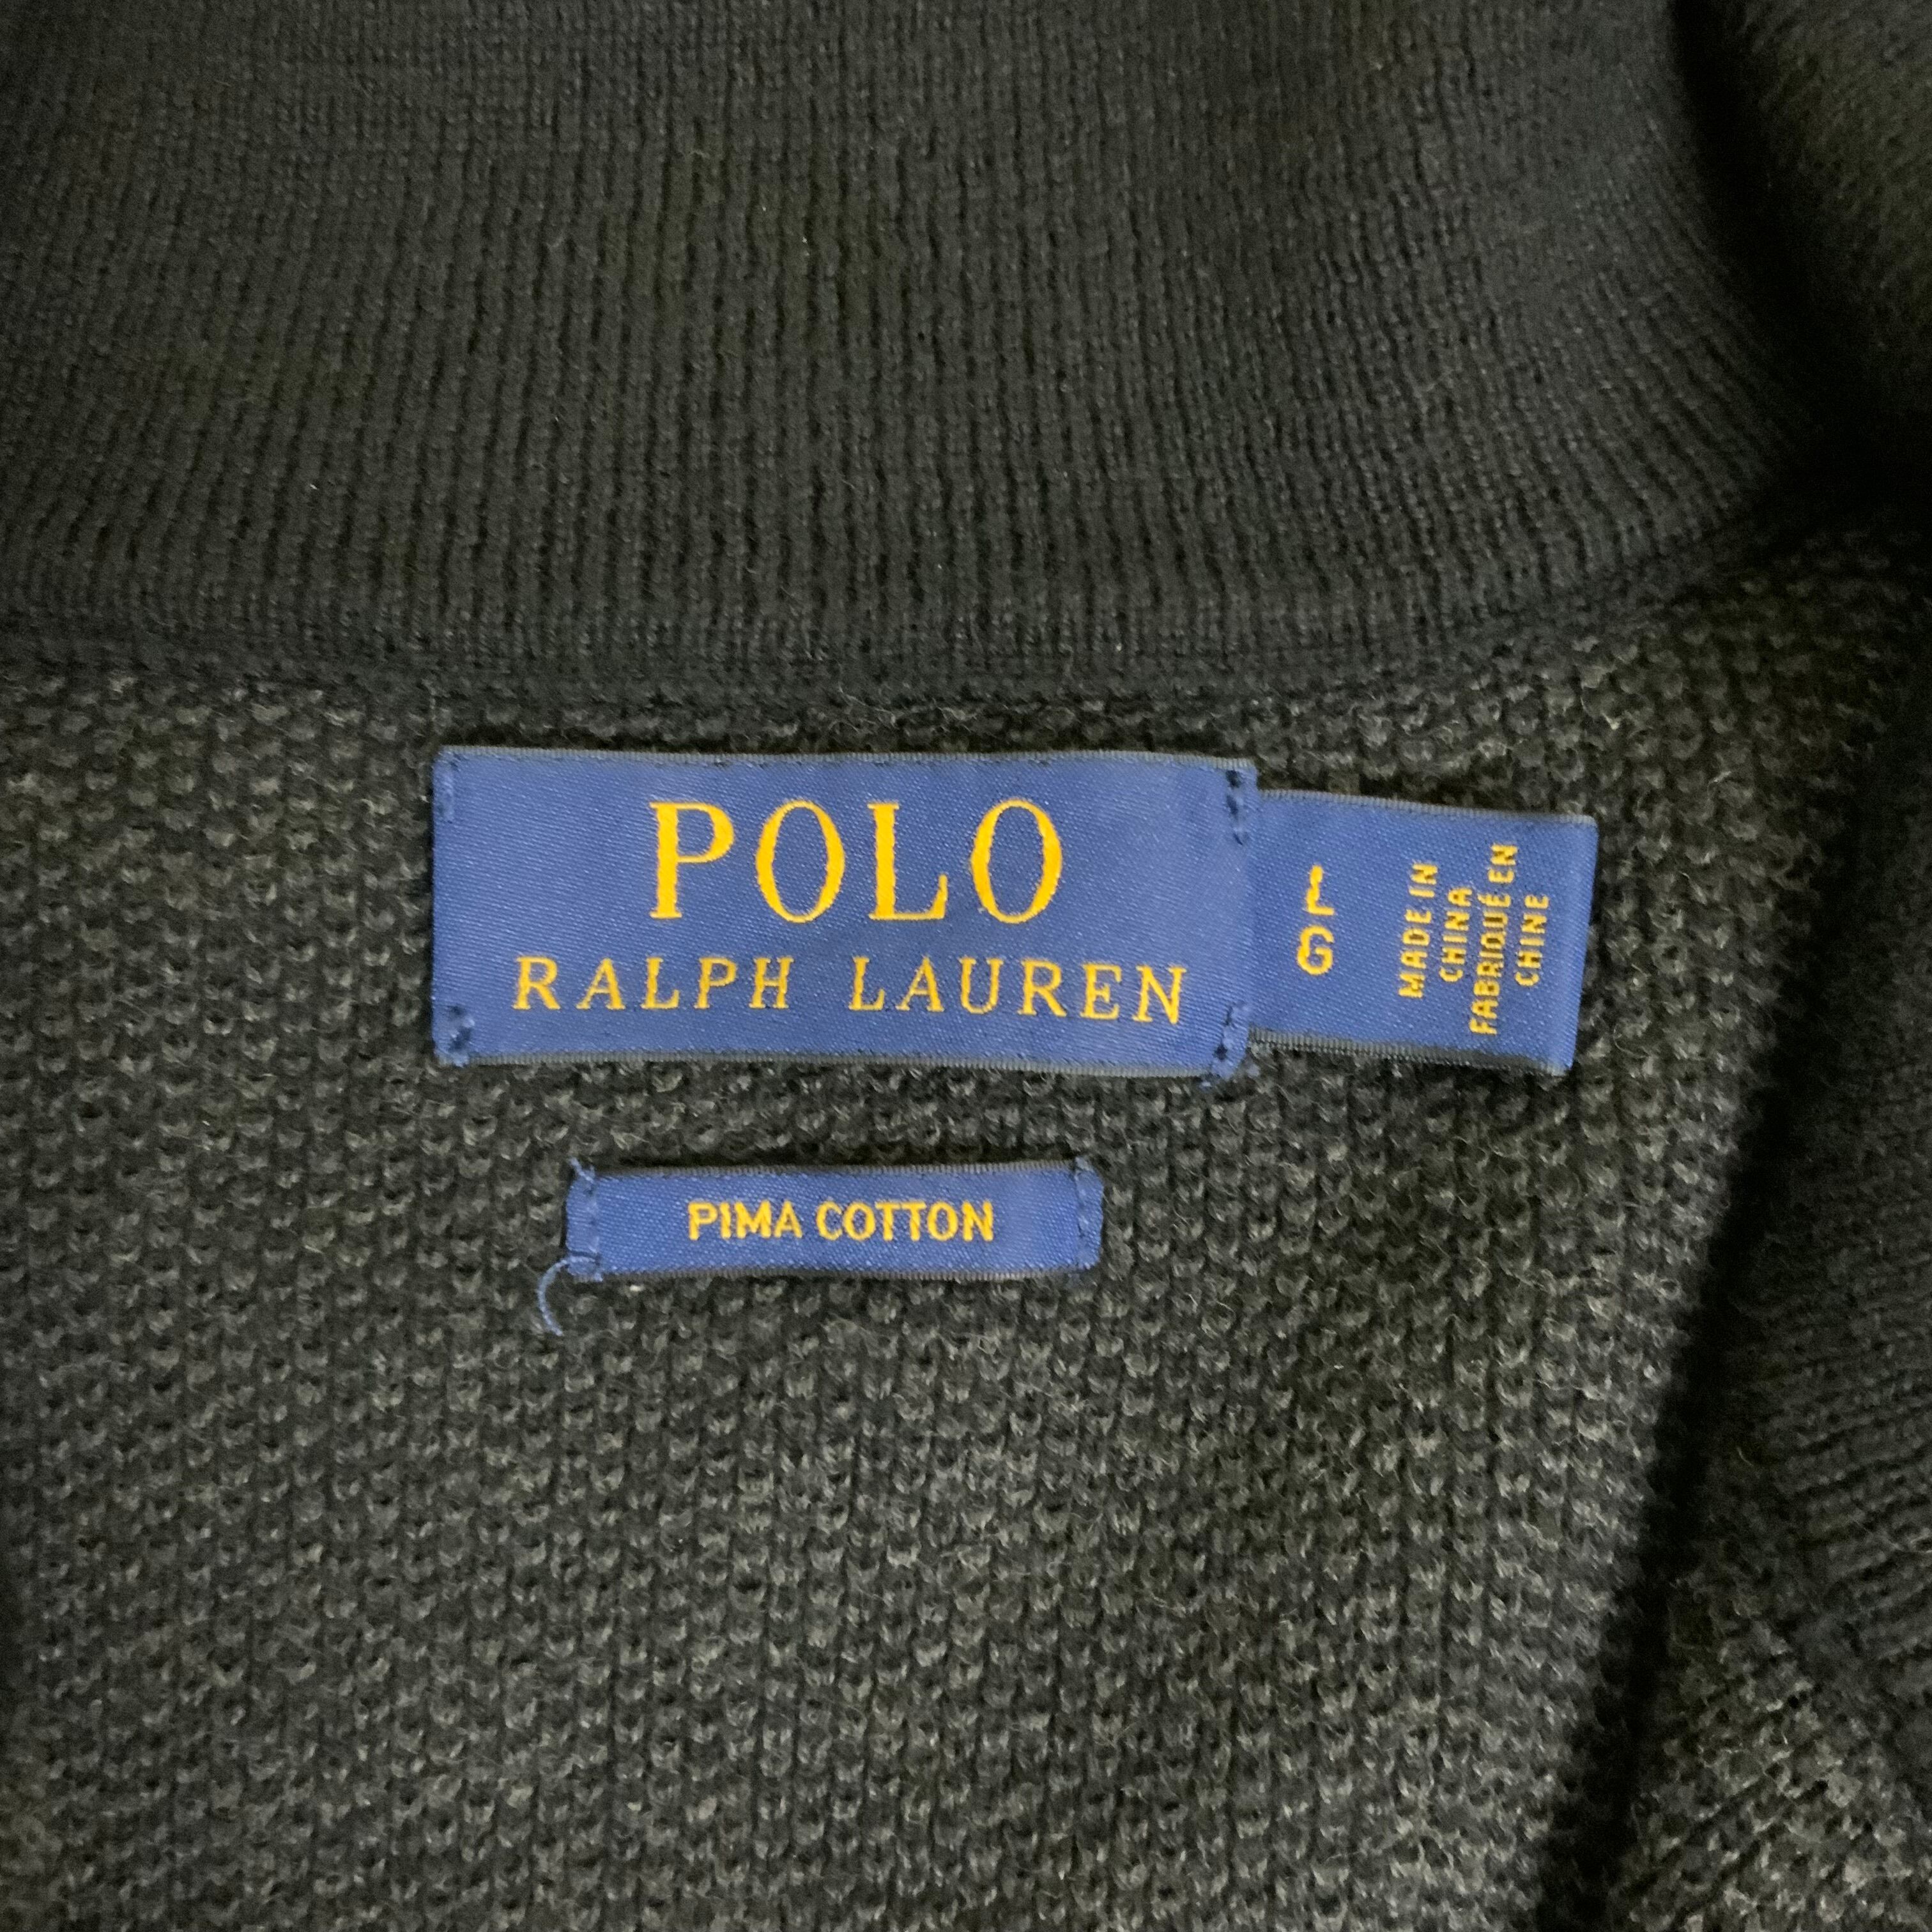 POLO
RALPH LAUREN
L
G
MADE IN
CHINA
FABRIQUÉ EN
CHINE
PIMA COTTON